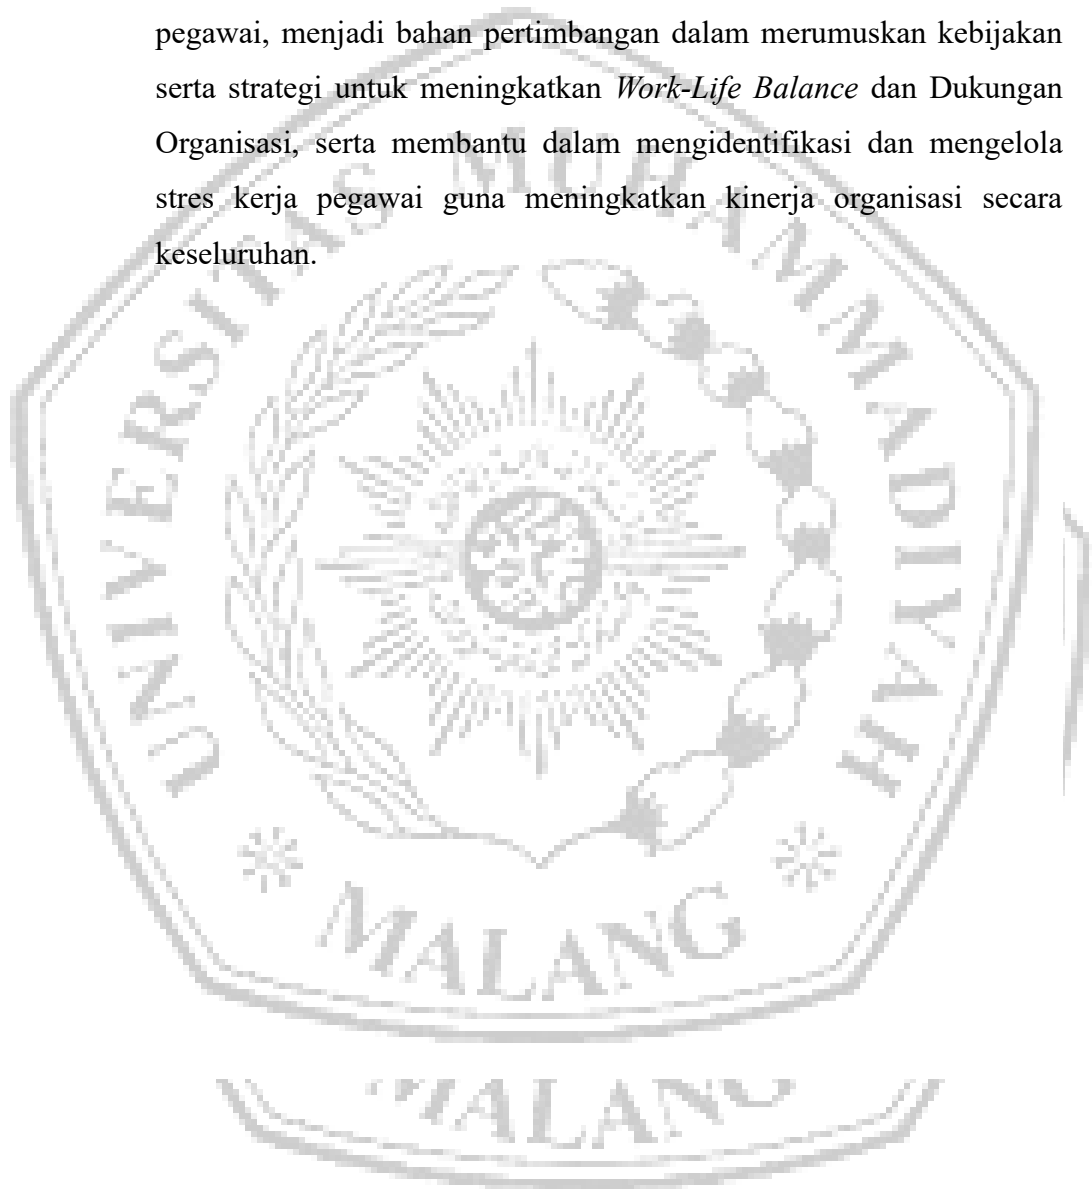 pegawai, menjadi bahan pertimbangan dalam merumuskan kebijakan
serta strategi untuk meningkatkan Work-Life Balance dan Dukungan
Organisasi, serta membantu dalam mengidentifikasi dan mengelola
stres kerja pegawai guna meningkatkan kinerja organisasi secara
keseluruhan.
UNIVERSITAS MUHAMMADIYAH
MALANG
MALANG